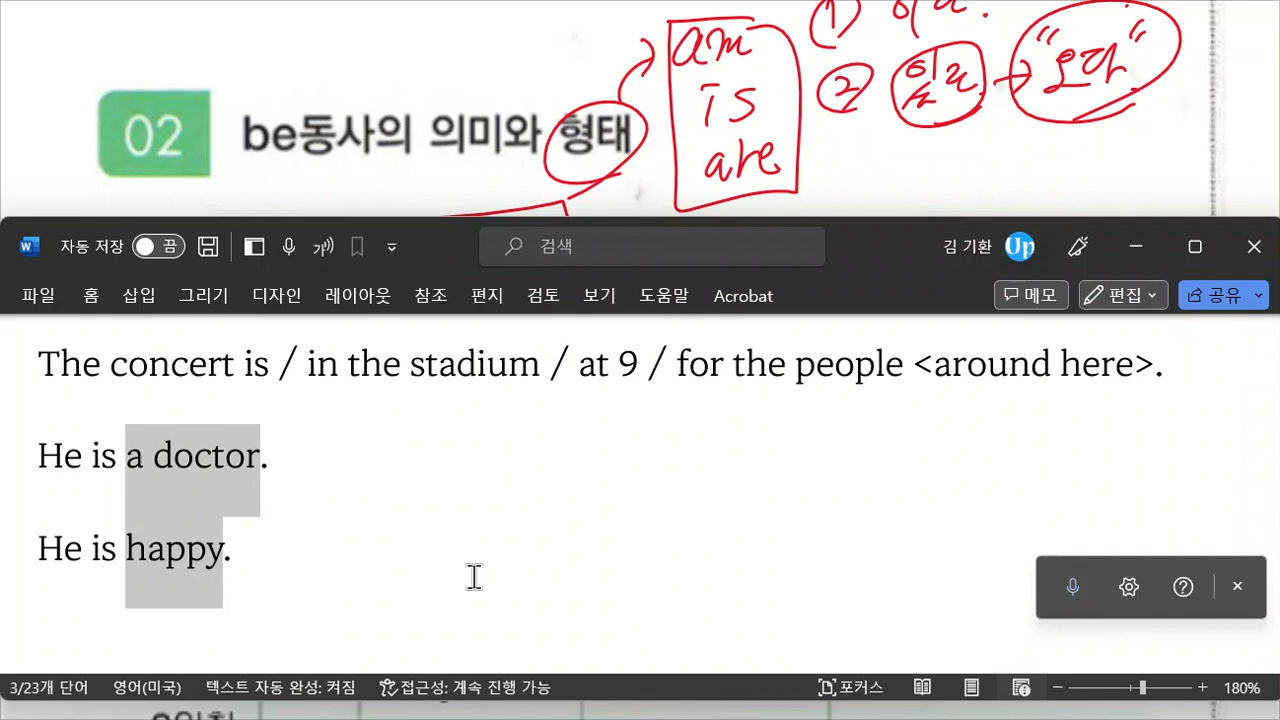 am
is
are
①
② 이다로 → "오다"
02 be동사의 의미와 형태
자동 저장 끔 가)) 검색 김 기환 Up
파일 홈 삽입 그리기 디자인 레이아웃 참조 편지 검토 보기 도움말 Acrobat 메모 편집 공유
The concert is / in the stadium / at 9 / for the people <around here>.
He is a doctor.
He is happy.
3/23개 단어 영어(미국) 텍스트 자동 완성: 켜짐 접근성: 계속 진행 가능 포커스 180%